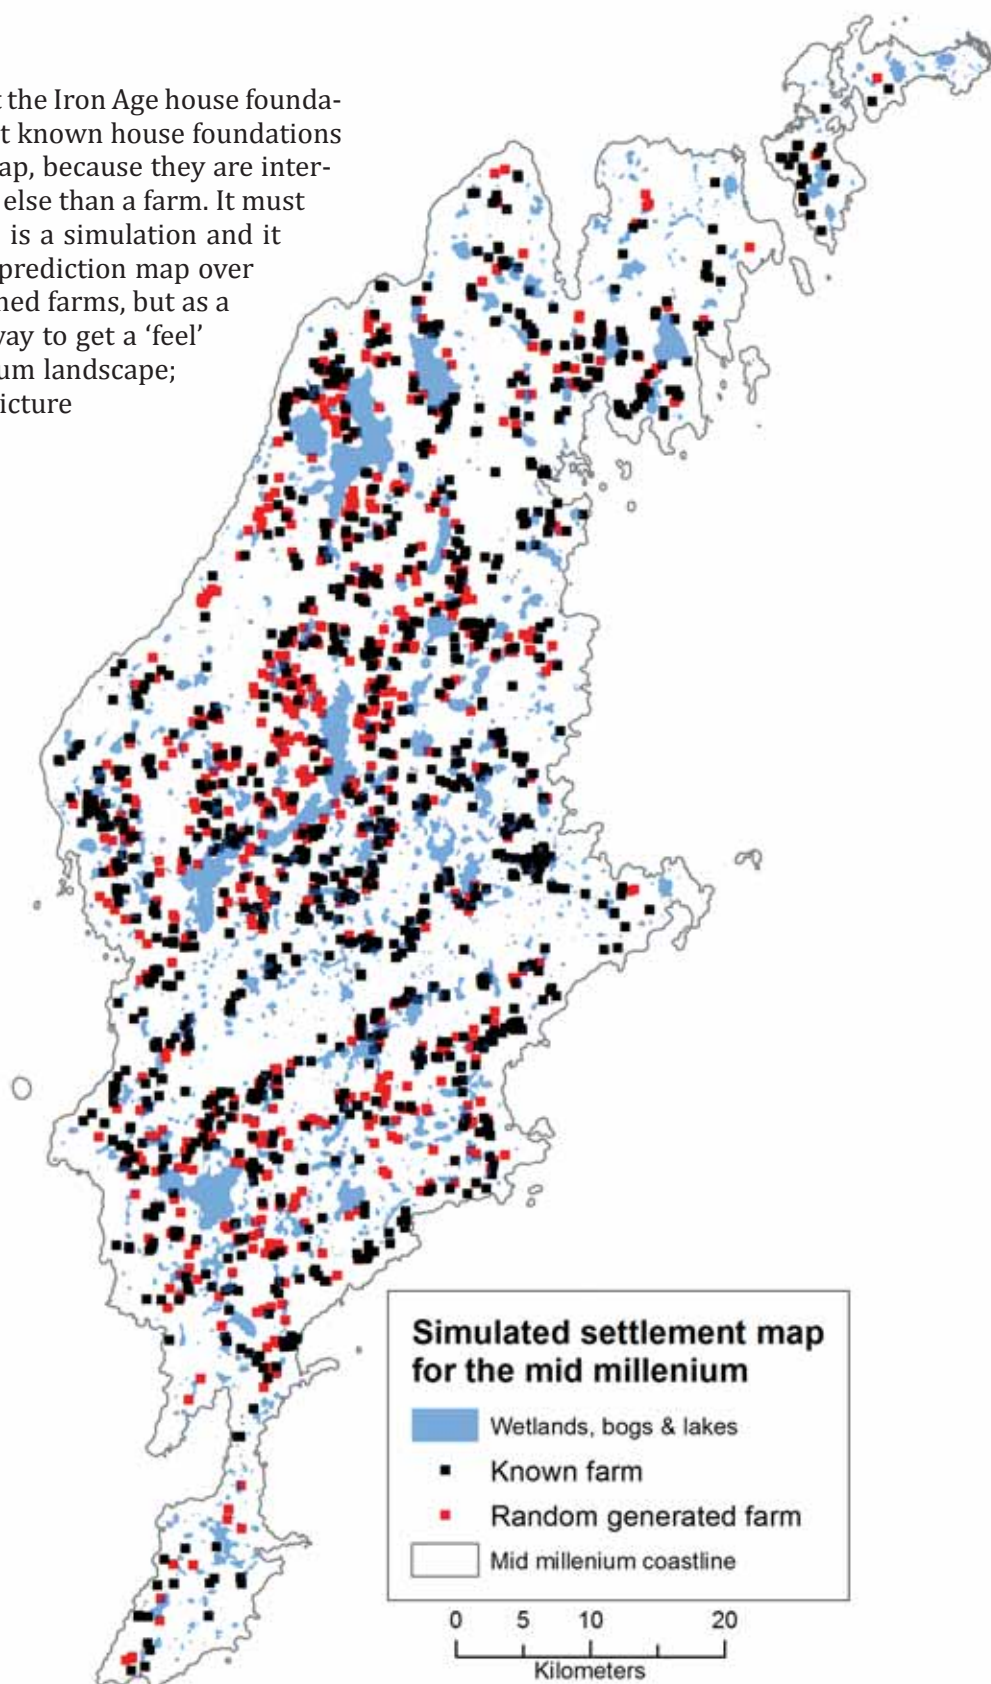 t the Iron Age house founda-
t known house foundations
ap, because they are inter-
else than a farm. It must
is a simulation and it
prediction map over
ned farms, but as a
way to get a ‘feel’
um landscape;
icture
Simulated settlement map
for the mid millenium
Wetlands, bogs & lakes
Known farm
Random generated farm
Mid millenium coastline
0 5 10 20
Kilometers